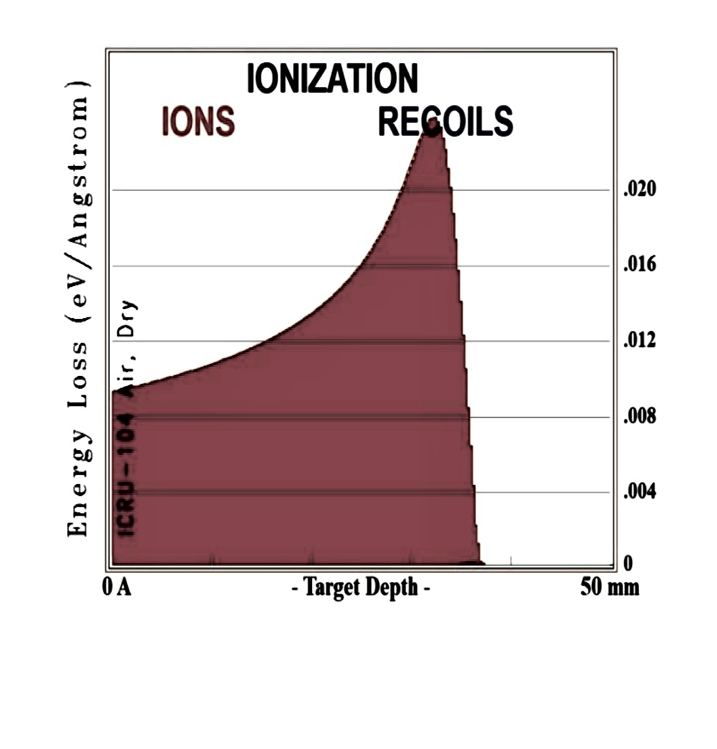 IONIZATION
IONS RECOILS
Energy Loss (eV/Angstrom)
ICRU-104 Air, Dry
.020
.016
.012
.008
.004
0
0 A - Target Depth - 50 mm